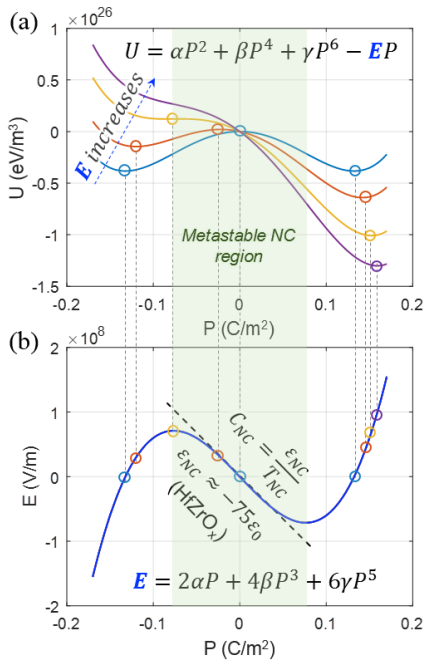 (a)
×10^26
U = αP² + βP⁴ + γP⁶ − EP
E increases
Metastable NC
region
U (eV/m³)
1
0.5
0
-0.5
-1
-1.5
-0.2 -0.1 0 0.1 0.2
P (C/m²)
(b)
×10^8
C_NC = ε_NC / T_NC
ε_NC ≈ −75ε₀
(HfZrOₓ)
E = 2αP + 4βP³ + 6γP⁵
E (V/m)
2
1
0
-1
-2
-0.2 -0.1 0 0.1 0.2
P (C/m²)